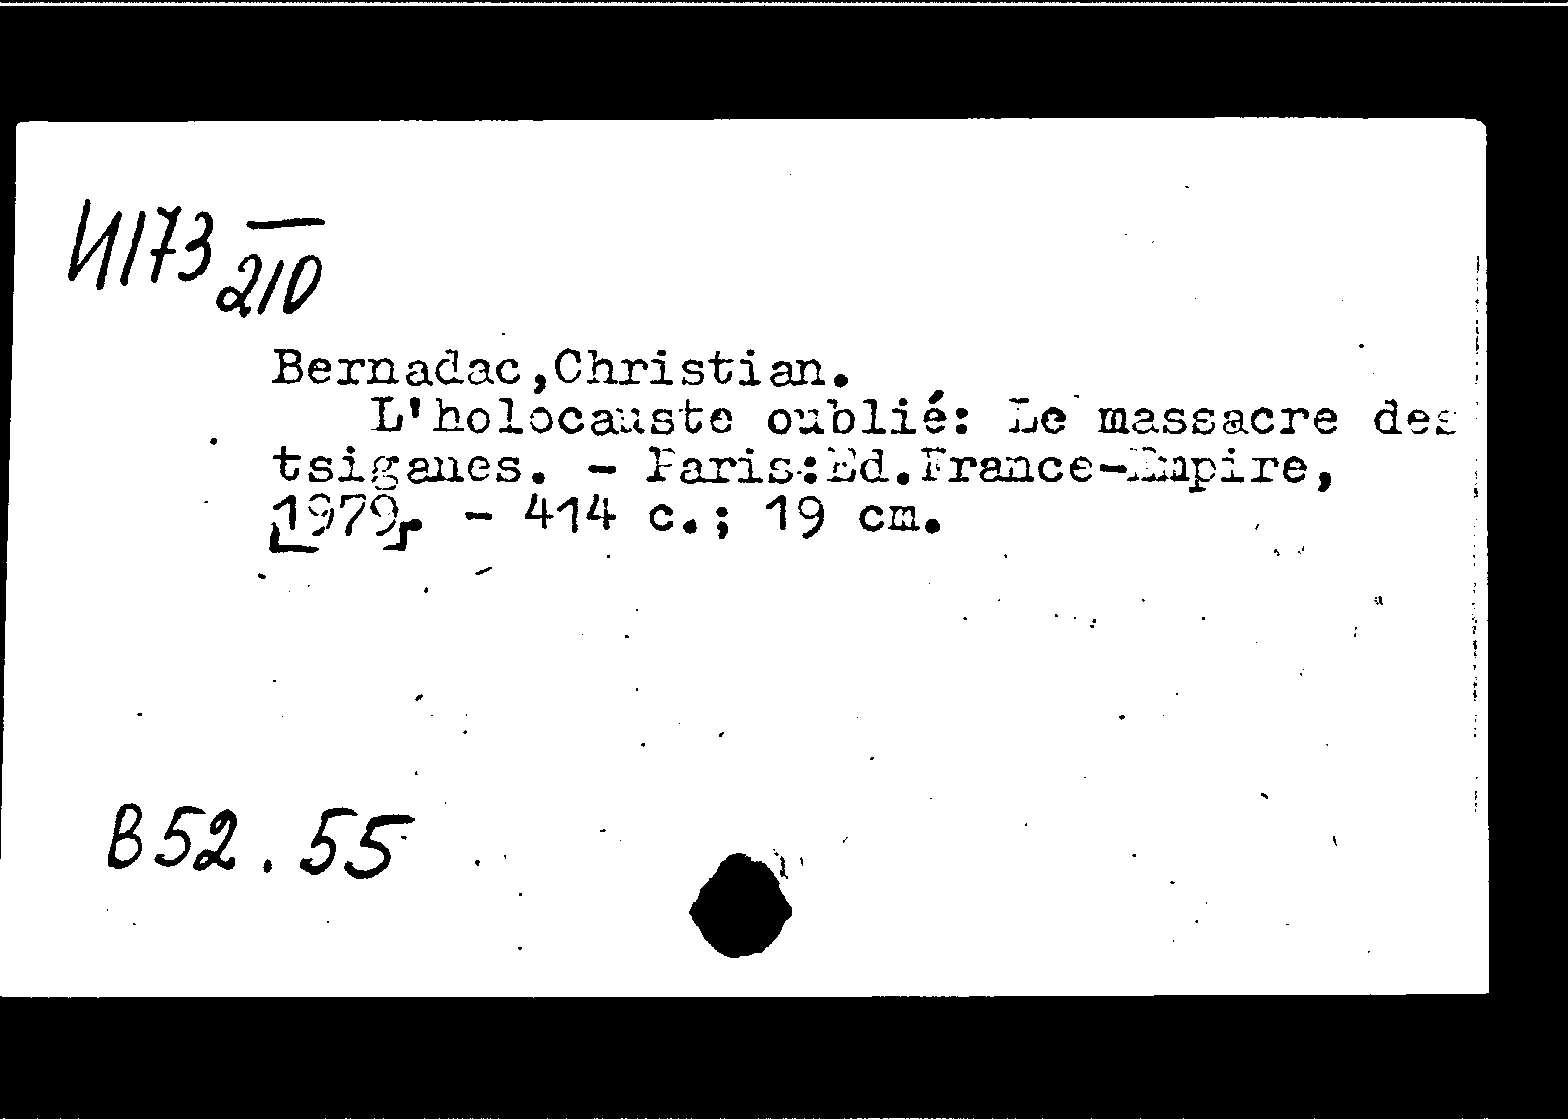 И173 —
210
Bernadac,Christian.
L'holocauste oublié: Le massacre des
tsiganes. - Paris:Ed.France-Empire,
[1979]. - 414 с.; 19 cm.
В52.55